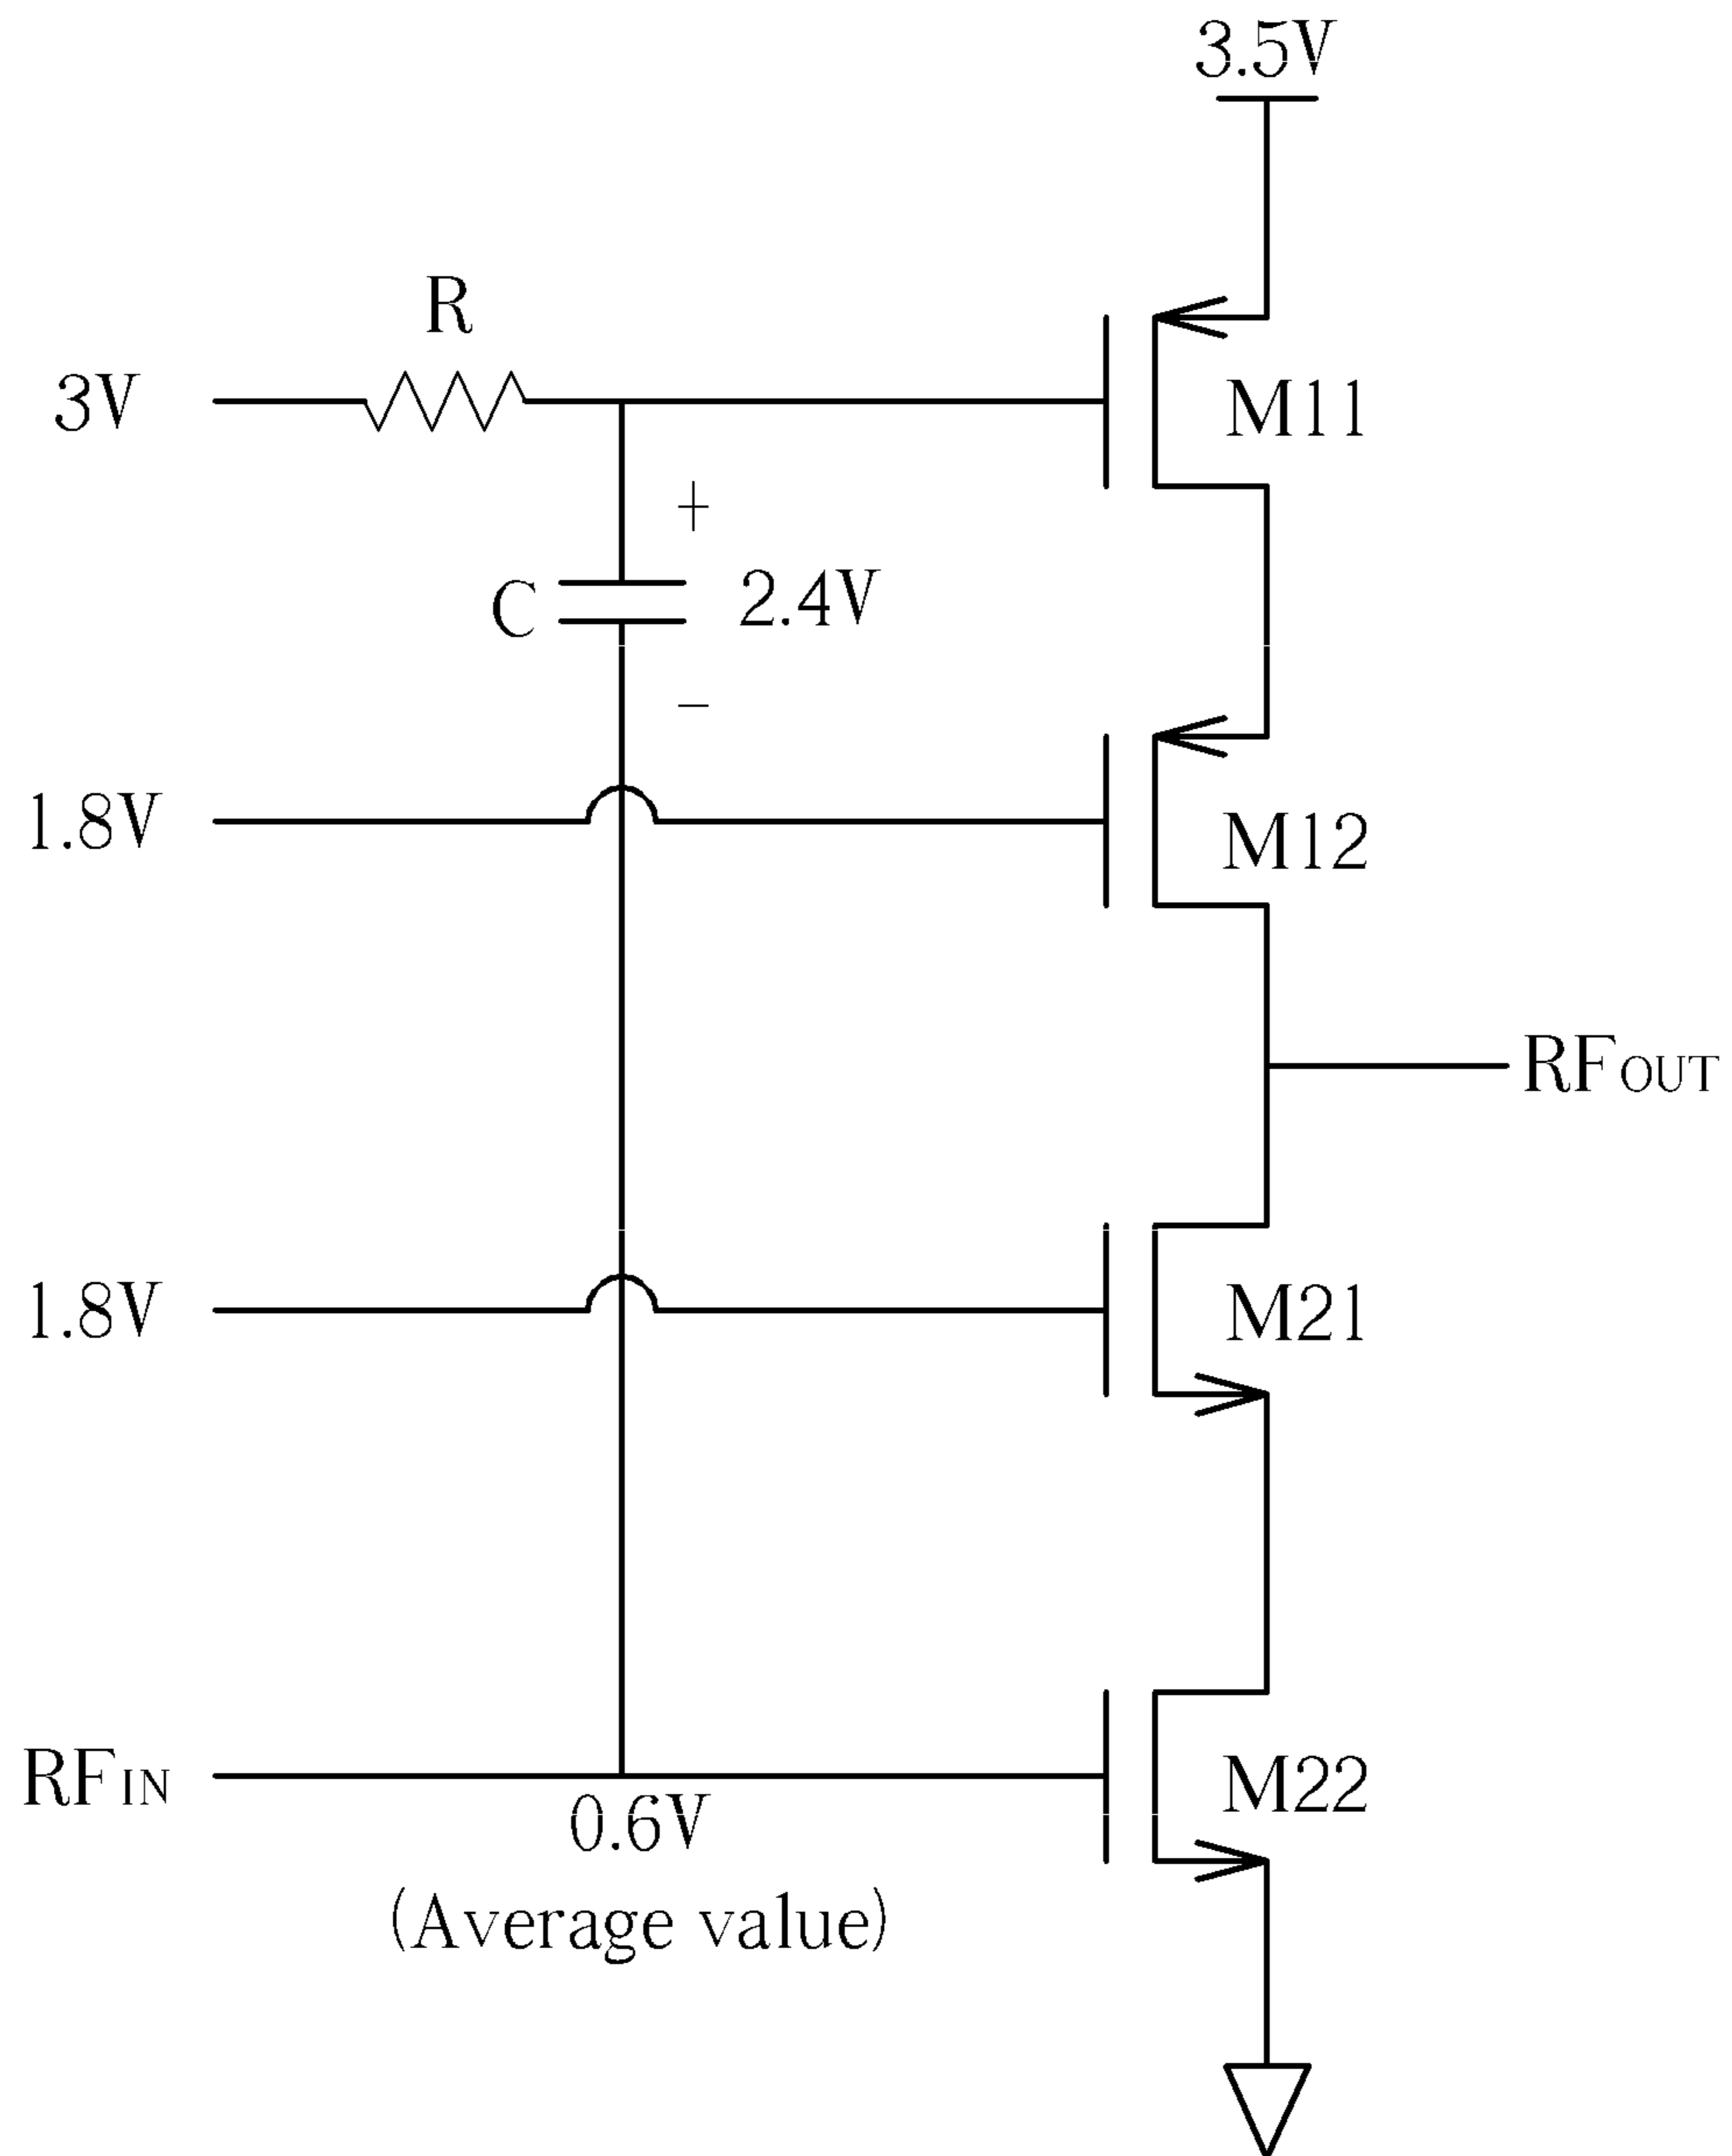 3.5V
R
3V
M11
+
C
2.4V
−
1.8V
M12
RFOUT
1.8V
M21
RFIN
0.6V
M22
(Average value)